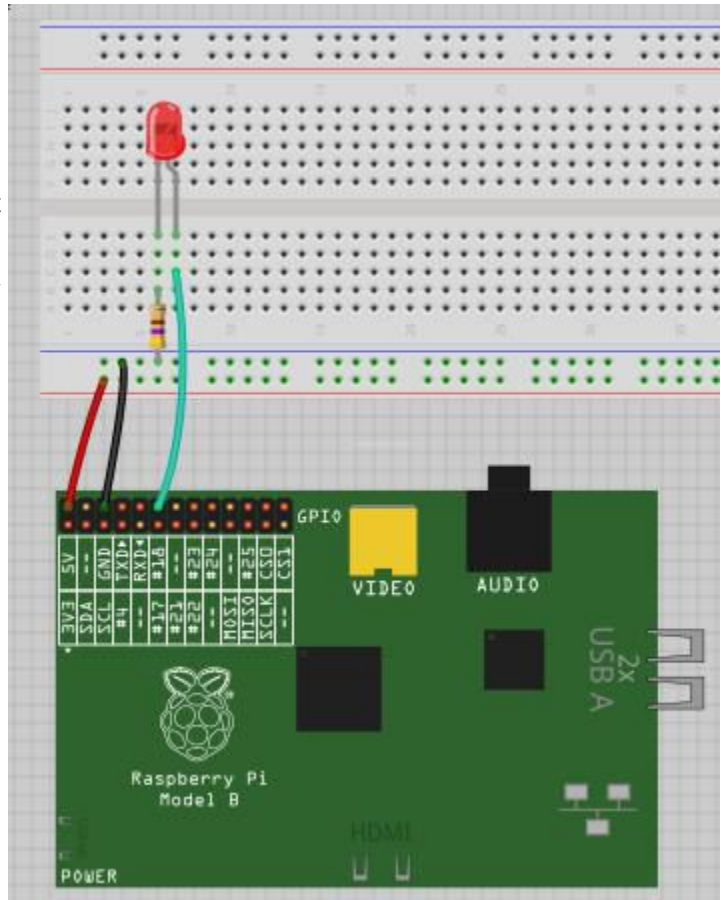 GPIO
5V
--
GND
TXD
RXD
#18
--
#23
#24
--
#25
CS0
CS1
3V3
SDA
SCL
#4
--
#17
#21
#22
--
MOSI
MISO
SCLK
--
VIDEO
AUDIO
2x
USB A
Raspberry Pi
Model B
HDMI
POWER